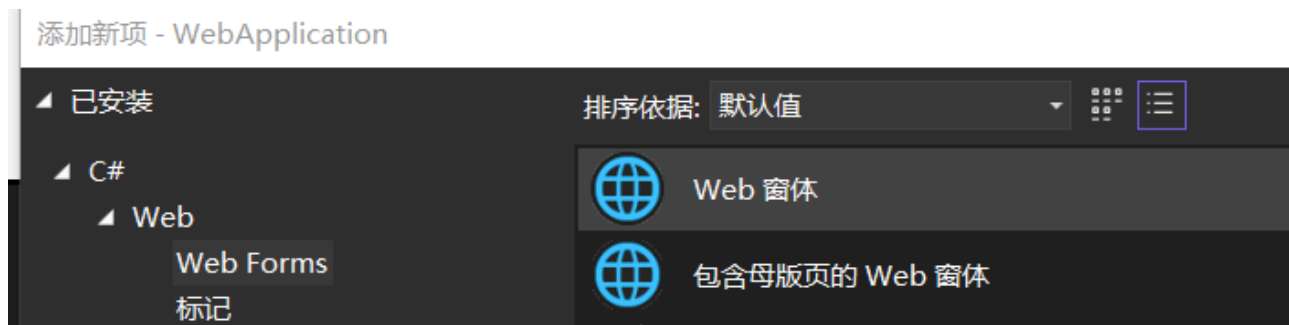 添加新项 - WebApplication
已安装
排序依据: 默认值
C#
Web 窗体
Web
Web Forms
包含母版页的 Web 窗体
标记